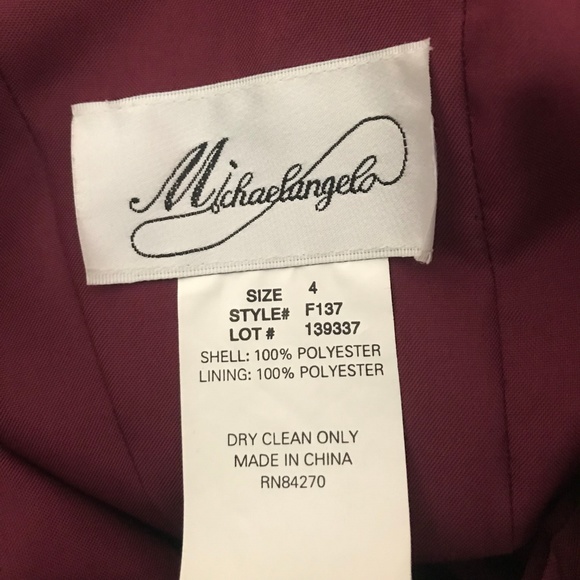 Michaelangelo
SIZE 4
STYLE# F137
LOT # 139337
SHELL: 100% POLYESTER
LINING: 100% POLYESTER
DRY CLEAN ONLY
MADE IN CHINA
RN84270